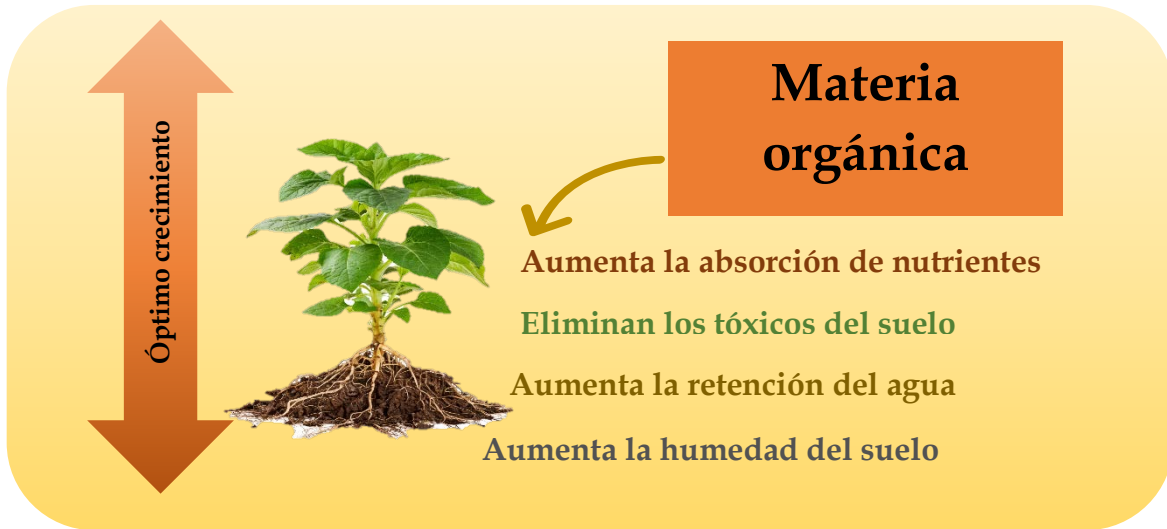 Óptimo crecimiento
Materia
orgánica
Aumenta la absorción de nutrientes
Eliminan los tóxicos del suelo
Aumenta la retención del agua
Aumenta la humedad del suelo